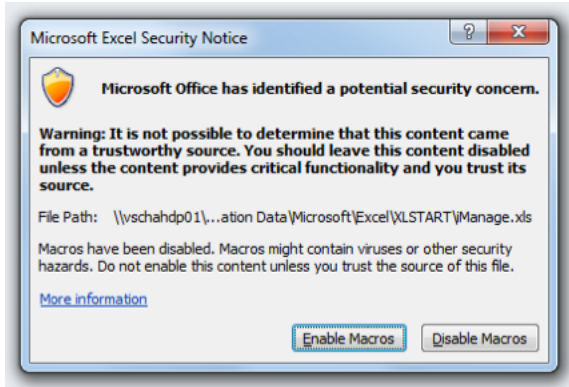 Microsoft Excel Security Notice
Microsoft Office has identified a potential security concern.
Warning: It is not possible to determine that this content came
from a trustworthy source. You should leave this content disabled
unless the content provides critical functionality and you trust its
source.
File Path: \\vschahdp01\...ation Data\Microsoft\Excel\XLSTART\iManage.xls
Macros have been disabled. Macros might contain viruses or other security
hazards. Do not enable this content unless you trust the source of this file.
More information
Enable Macros
Disable Macros